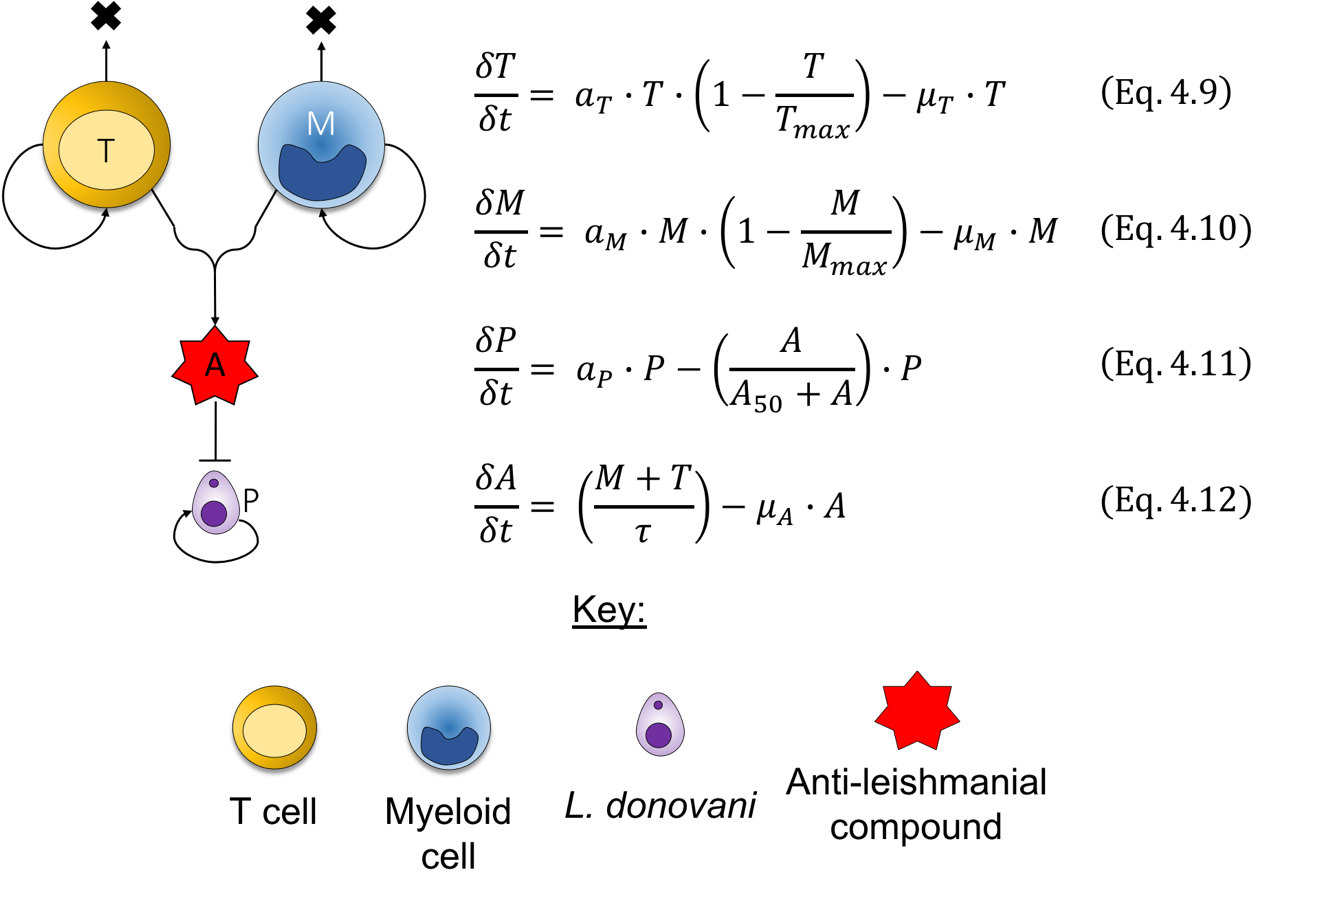 T
M
A
P
δT/δt = a_T · T · (1 − T/T_max) − μ_T · T (Eq. 4.9)
δM/δt = a_M · M · (1 − M/M_max) − μ_M · M (Eq. 4.10)
δP/δt = a_P · P − (A/(A_50 + A)) · P (Eq. 4.11)
δA/δt = ((M + T)/τ) − μ_A · A (Eq. 4.12)
Key:
T cell
Myeloid
cell
L. donovani
Anti-leishmanial
compound